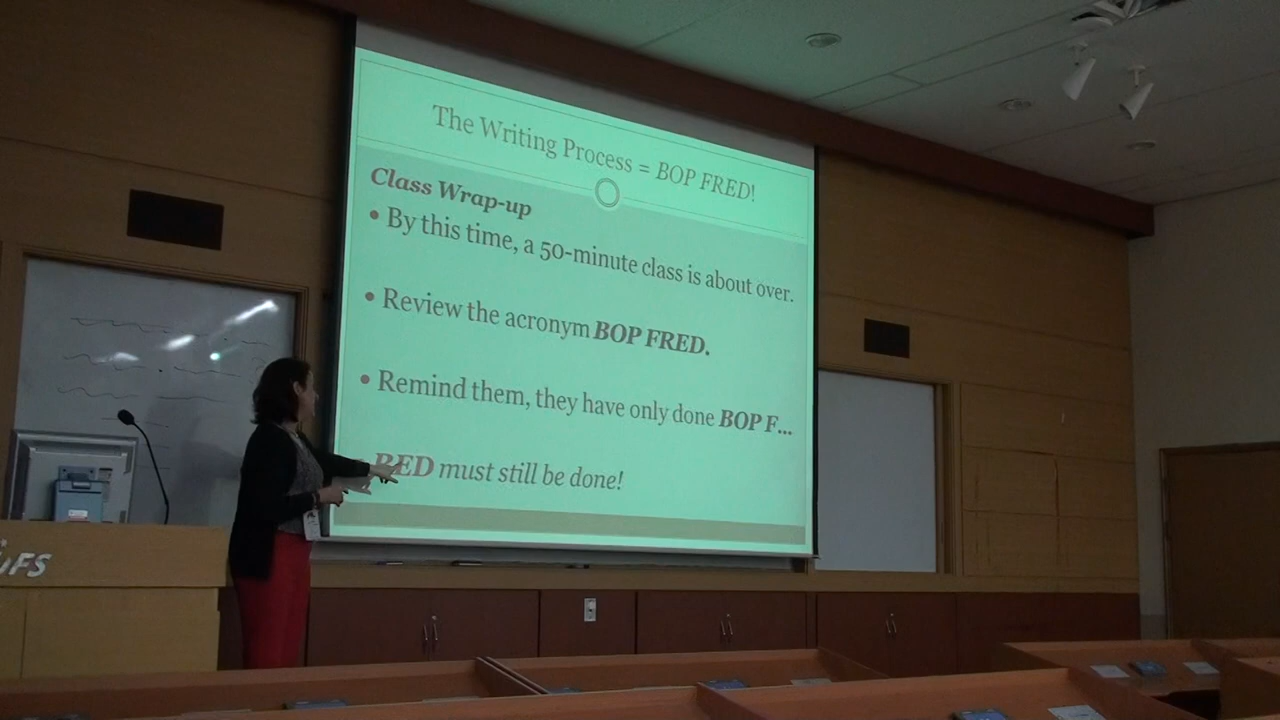 The Writing Process = BOP FRED!
Class Wrap-up
• By this time, a 50-minute class is about over.
• Review the acronym BOP FRED.
• Remind them, they have only done BOP F...
RED must still be done!
UFS